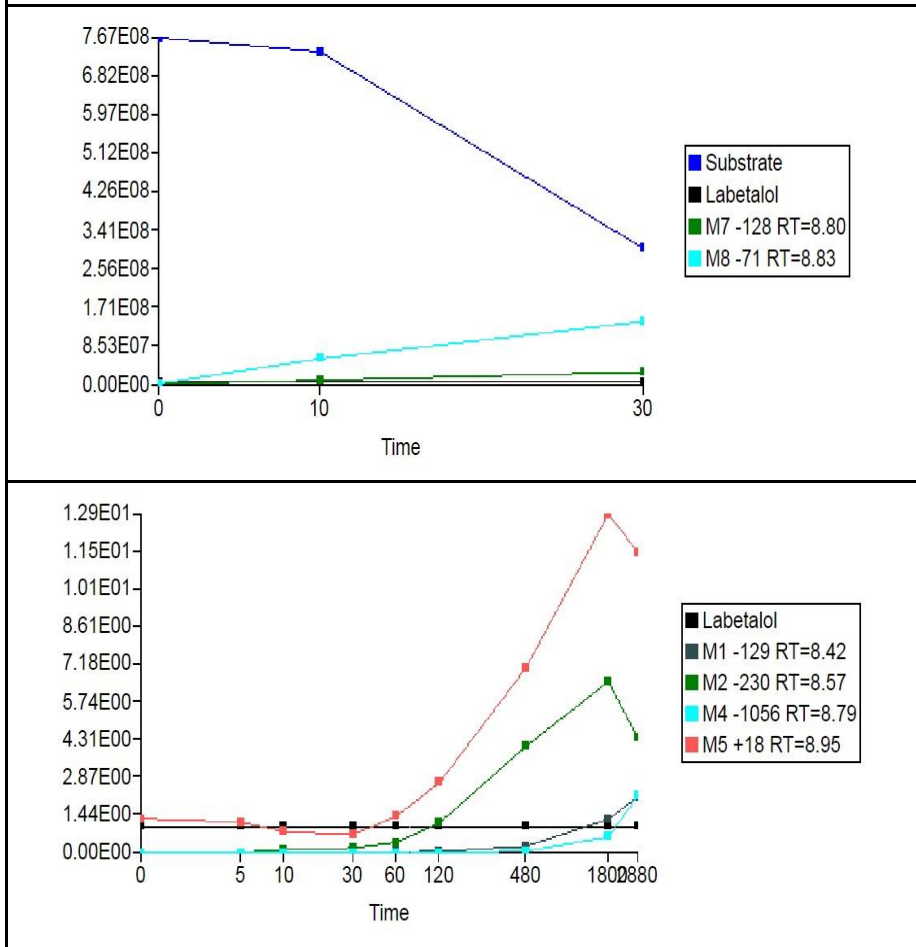 7.67E08
6.82E08
5.97E08
5.12E08
4.26E08
3.41E08
2.56E08
1.71E08
8.53E07
0.00E00
0
10
30
Time
Substrate
Labetalol
M7 -128 RT=8.80
M8 -71 RT=8.83
1.29E01
1.15E01
1.01E01
8.61E00
7.18E00
5.74E00
4.31E00
2.87E00
1.44E00
0.00E00
0
5
10
30
60
120
480
1800
2880
Time
Labetalol
M1 -129 RT=8.42
M2 -230 RT=8.57
M4 -1056 RT=8.79
M5 +18 RT=8.95